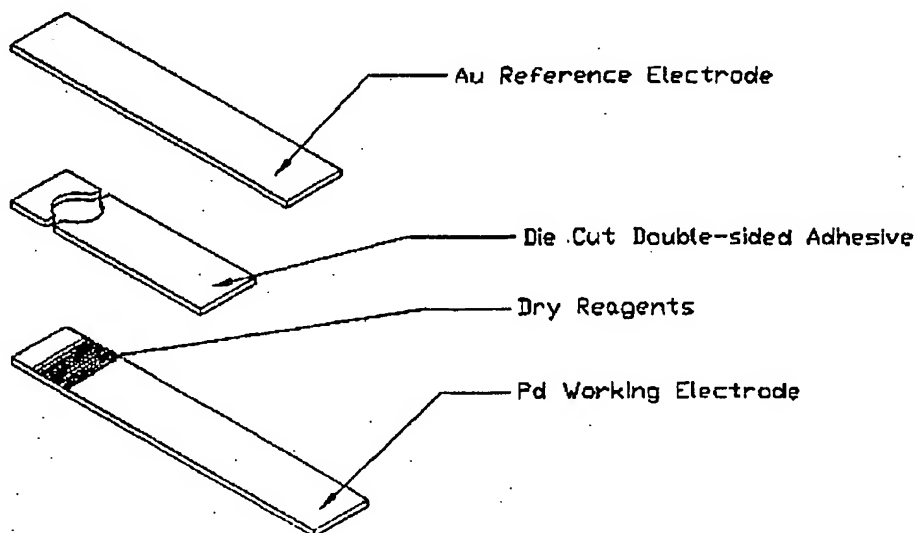 Au Reference Electrode
Die Cut Double-sided Adhesive
Dry Reagents
Pd Working Electrode